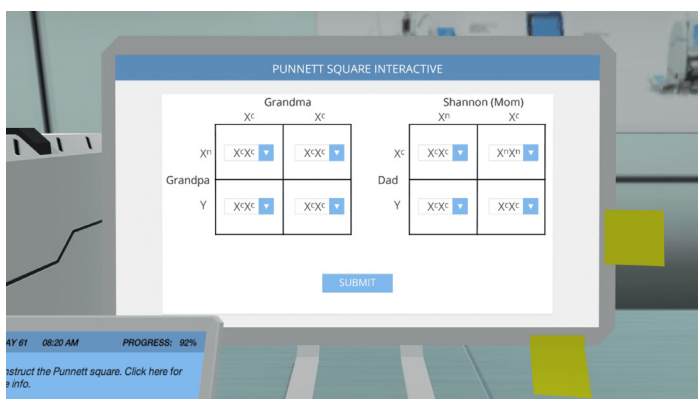 PUNNETT SQUARE INTERACTIVE
Grandma
Xᶜ Xᶜ
Xⁿ XᶜXᶜ XᶜXᶜ
Grandpa
Y XᶜXᶜ XᶜXᶜ
Shannon (Mom)
Xⁿ Xᶜ
Xᶜ XᶜXᶜ XⁿXⁿ
Dad
Y XᶜXᶜ XᶜXᶜ
SUBMIT
AY 61 08:20 AM PROGRESS: 92%
nstruct the Punnett square. Click here for
e info.